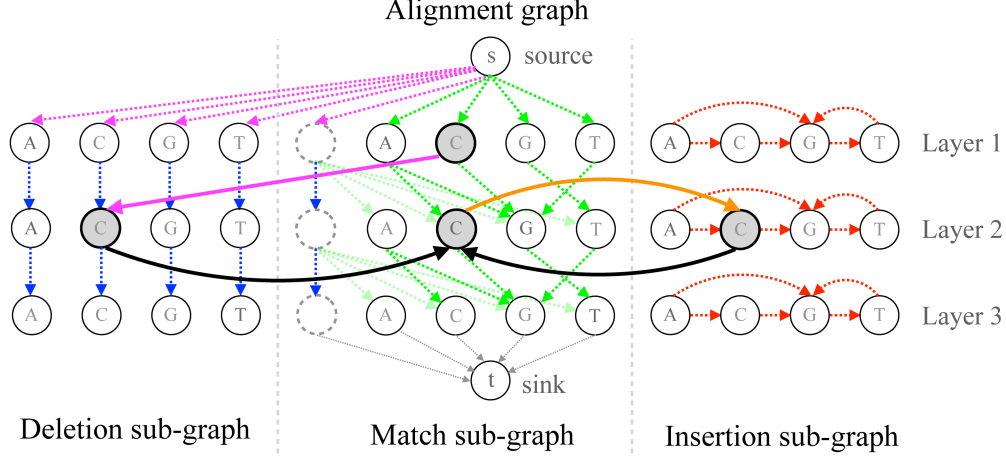 Alignment graph
s source
A C G T A C G T A C G T Layer 1
A C G T A C G T A C G T Layer 2
A C G T A C G T A C G T Layer 3
t sink
Deletion sub-graph Match sub-graph Insertion sub-graph